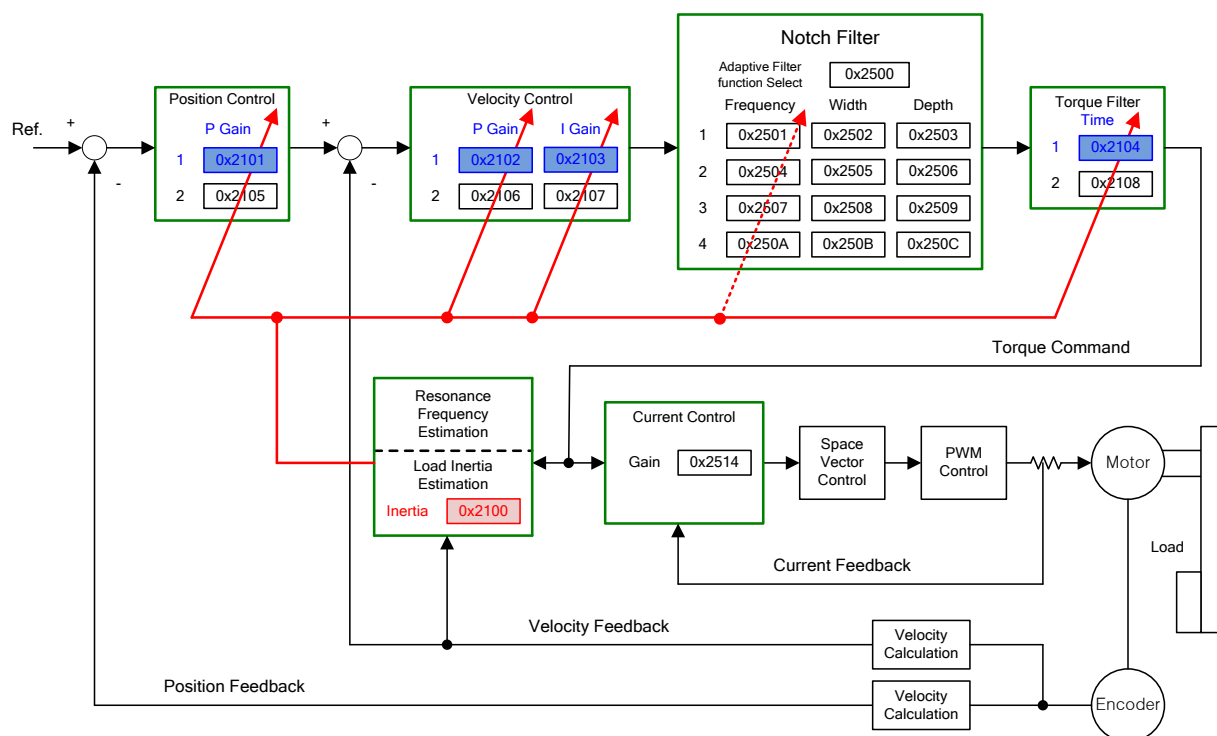 Notch Filter
Adaptive Filter
function Select
0x2500
Frequency Width Depth
1 0x2501 0x2502 0x2503
2 0x2504 0x2505 0x2506
3 0x2507 0x2508 0x2509
4 0x250A 0x250B 0x250C
Ref.
+
-
Position Control
P Gain
1 0x2101
2 0x2105
+
-
Velocity Control
P Gain I Gain
1 0x2102 0x2103
2 0x2106 0x2107
Torque Filter
Time
1 0x2104
2 0x2108
Torque Command
Resonance
Frequency
Estimation
Load Inertia
Estimation
Inertia 0x2100
Current Control
Gain 0x2514
Space
Vector
Control
PWM
Control
Motor
Load
Current Feedback
Velocity Feedback
Velocity
Calculation
Position Feedback
Velocity
Calculation
Encoder